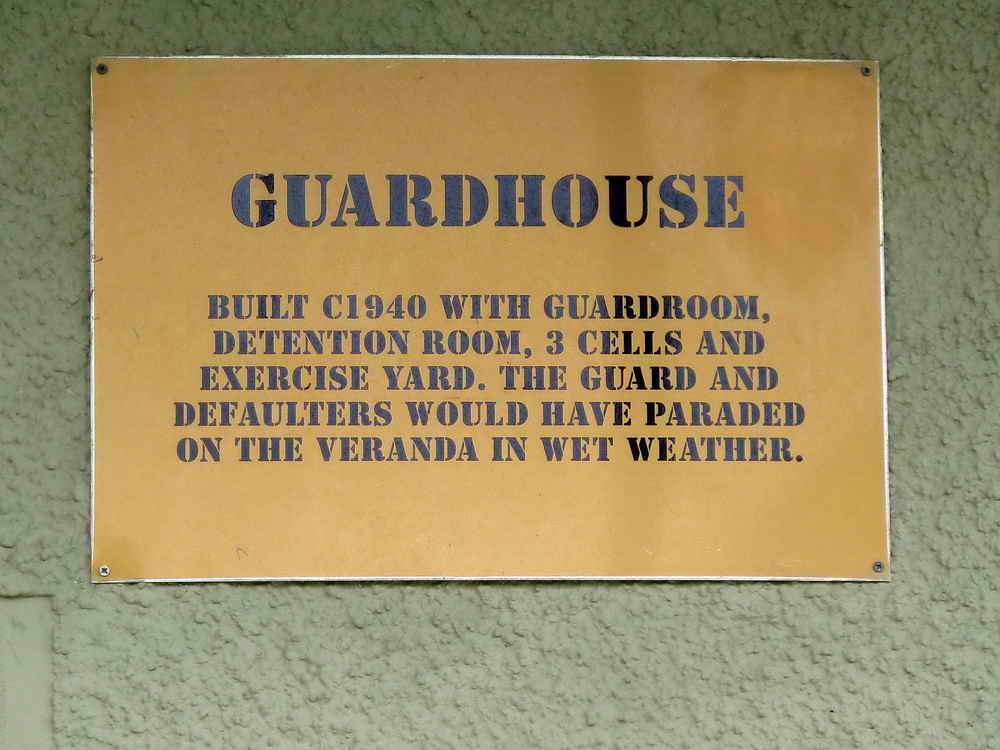 GUARDHOUSE
BUILT C1940 WITH GUARDROOM,
DETENTION ROOM, 3 CELLS AND
EXERCISE YARD. THE GUARD AND
DEFAULTERS WOULD HAVE PARADED
ON THE VERANDA IN WET WEATHER.